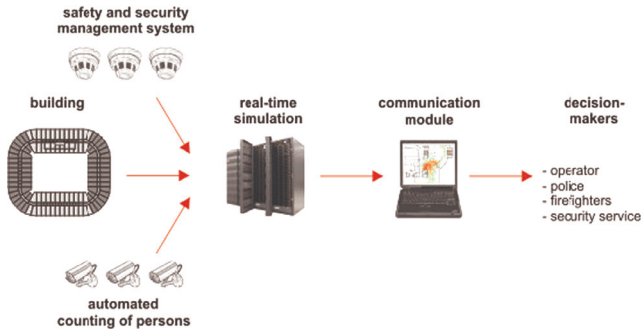 safety and security
management system
building
real-time
simulation
communication
module
decision-
makers
- operator
- police
- firefighters
- security service
automated
counting of persons